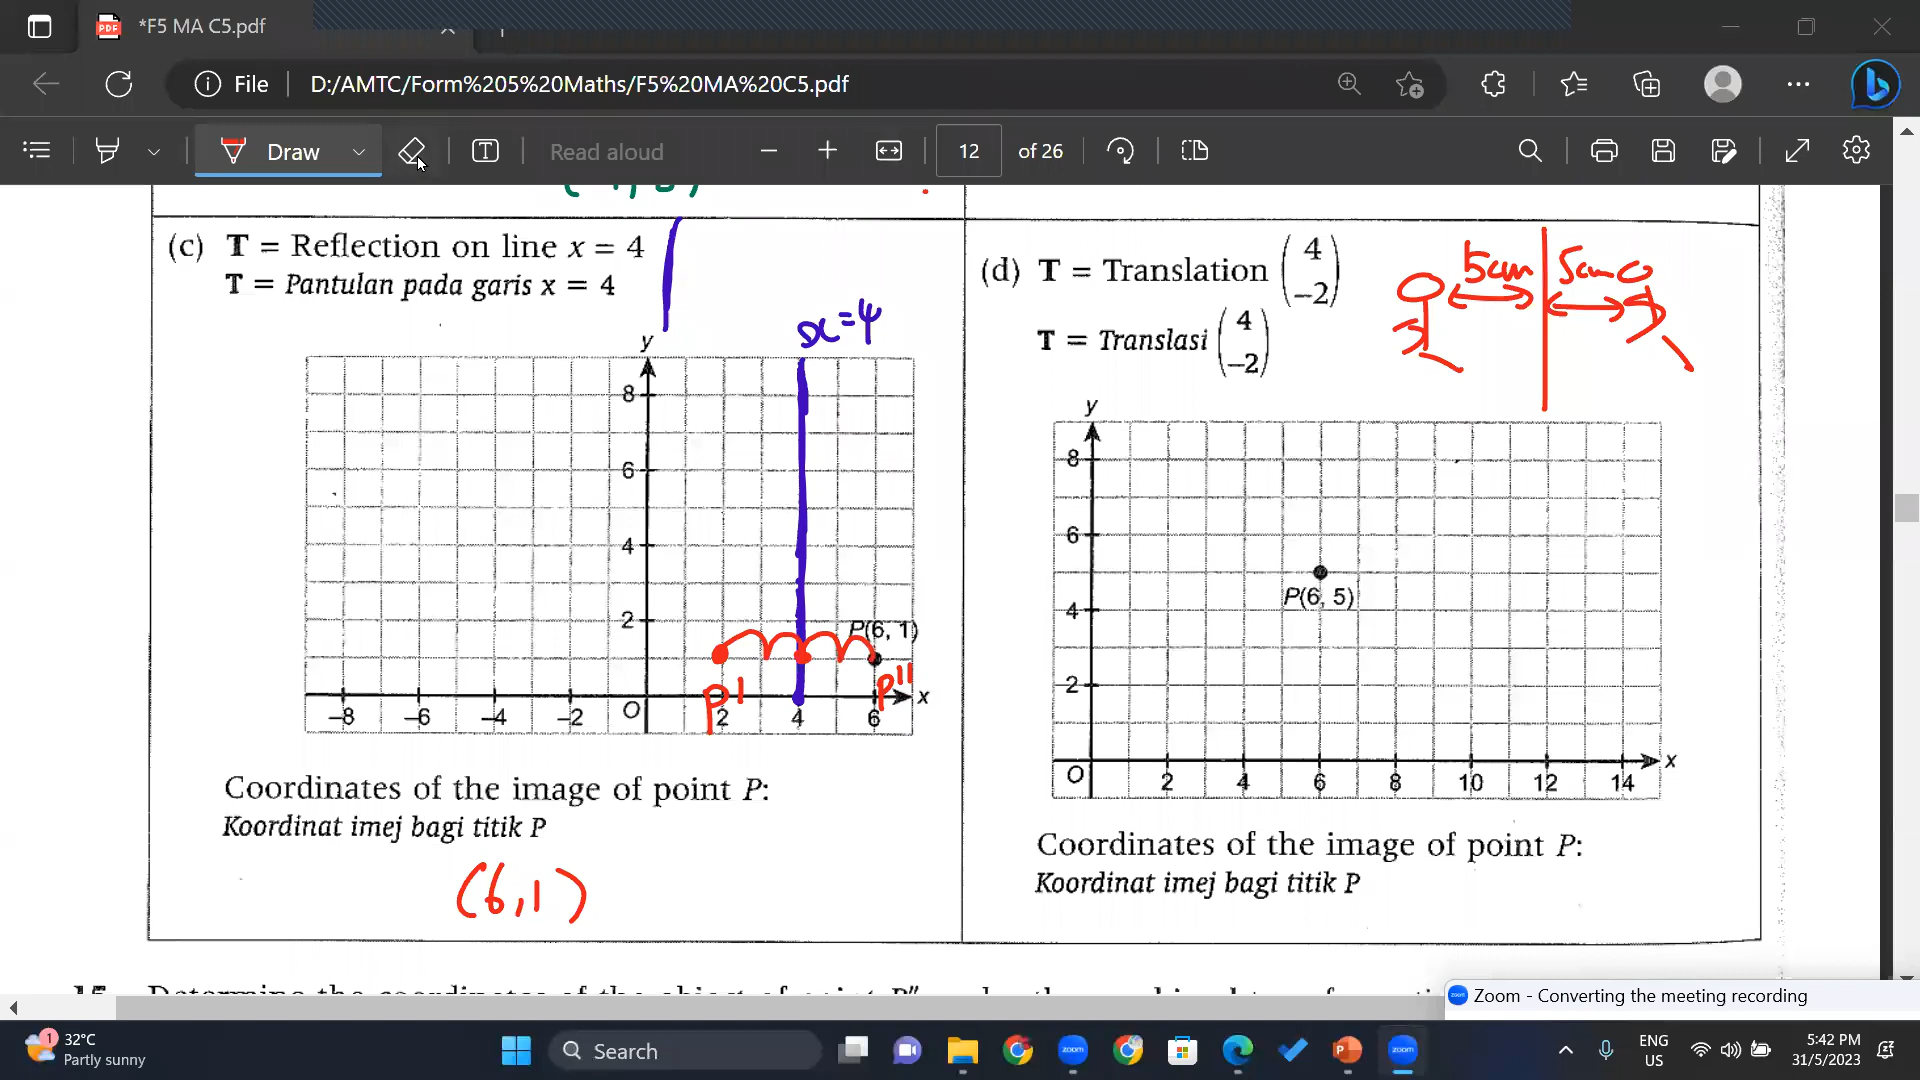 *F5 MA C5.pdf
File
D:/AMTC/Form%205%20Maths/F5%20MA%20C5.pdf
Draw
Read aloud
12 of 26
(c) T = Reflection on line x = 4
T = Pantulan pada garis x = 4
x=4
y
8
6
4
2
P(6, 1)
P' P"
-8 -6 -4 -2 O 2 4 6 x
Coordinates of the image of point P:
Koordinat imej bagi titik P
(6,1)
(d) T = Translation (4 -2)
T = Translasi (4 -2)
5cm 5cm
y
8
6
P(6, 5)
4
2
O 2 4 6 8 10 12 14 x
Coordinates of the image of point P:
Koordinat imej bagi titik P
Zoom - Converting the meeting recording
1
32°C
Partly sunny
Search
zoom
zoom
ENG
US
5:42 PM
31/5/2023